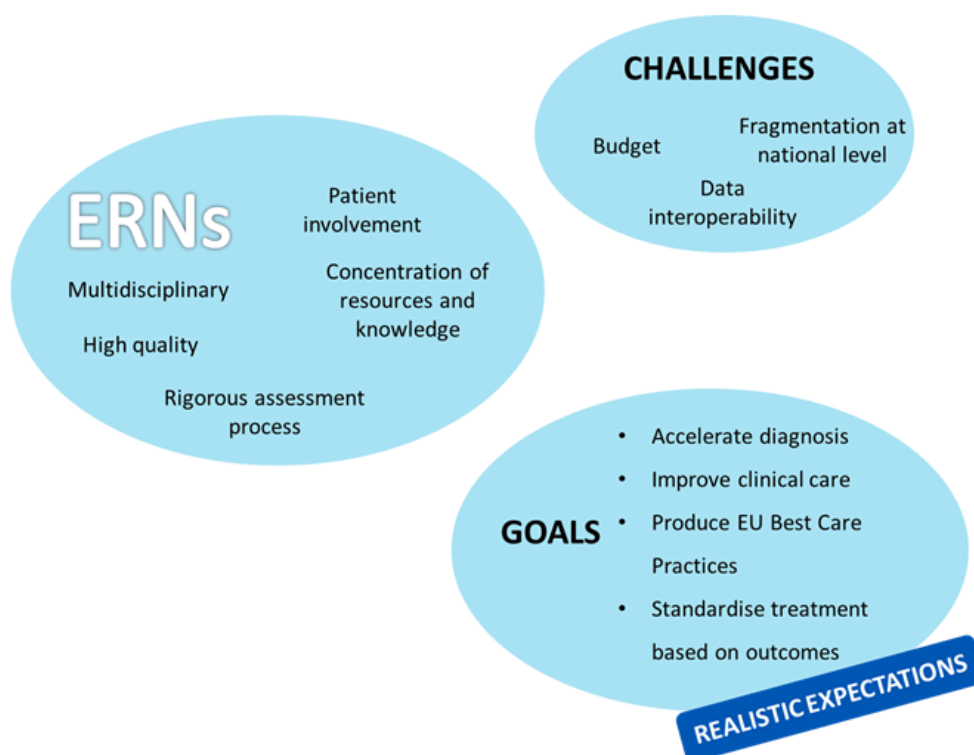 CHALLENGES
Budget
Fragmentation at
national level
Data
interoperability
ERNs
Patient
involvement
Multidisciplinary
Concentration of
resources and
knowledge
High quality
Rigorous assessment
process
GOALS
• Accelerate diagnosis
• Improve clinical care
• Produce EU Best Care
Practices
• Standardise treatment
based on outcomes
REALISTIC EXPECTATIONS